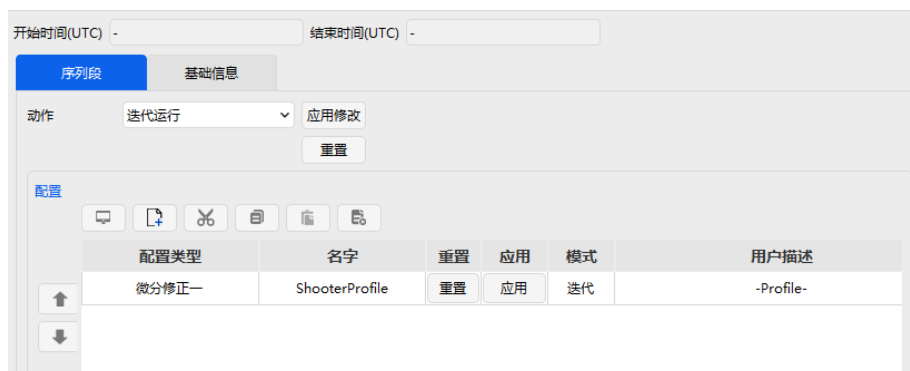 开始时间(UTC) - 结束时间(UTC) -
序列段 基础信息
动作 迭代运行 应用修改
重置
配置
配置类型 名字 重置 应用 模式 用户描述
微分修正一 ShooterProfile 重置 应用 迭代 -Profile-